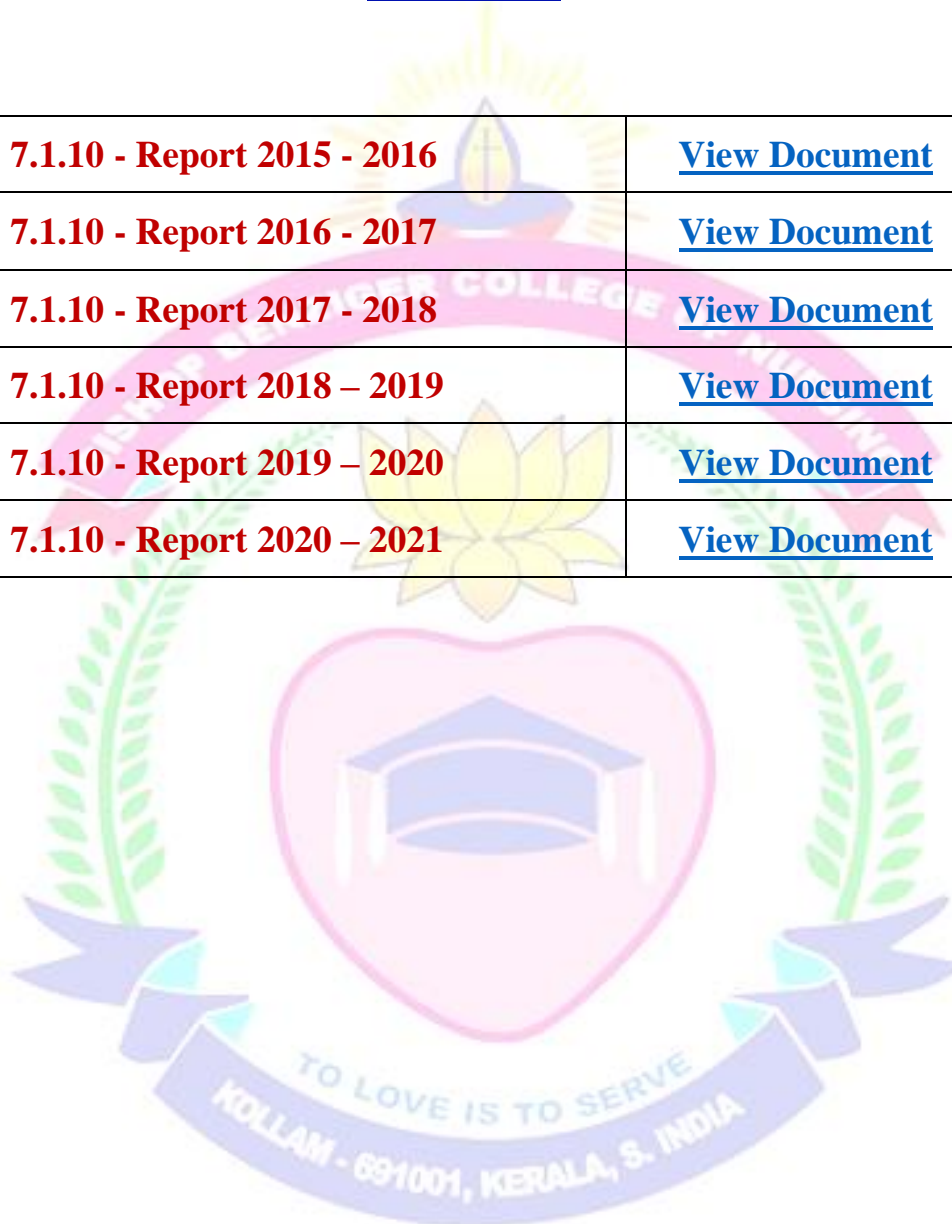 7.1.10 - Report 2015 - 2016 View Document
7.1.10 - Report 2016 - 2017 View Document
7.1.10 - Report 2017 - 2018 View Document
7.1.10 - Report 2018 – 2019 View Document
7.1.10 - Report 2019 – 2020 View Document
7.1.10 - Report 2020 – 2021 View Document
COLLEGE OF NURSING
TO LOVE IS TO SERVE
KOLLAM - 691001, KERALA, S. INDIA